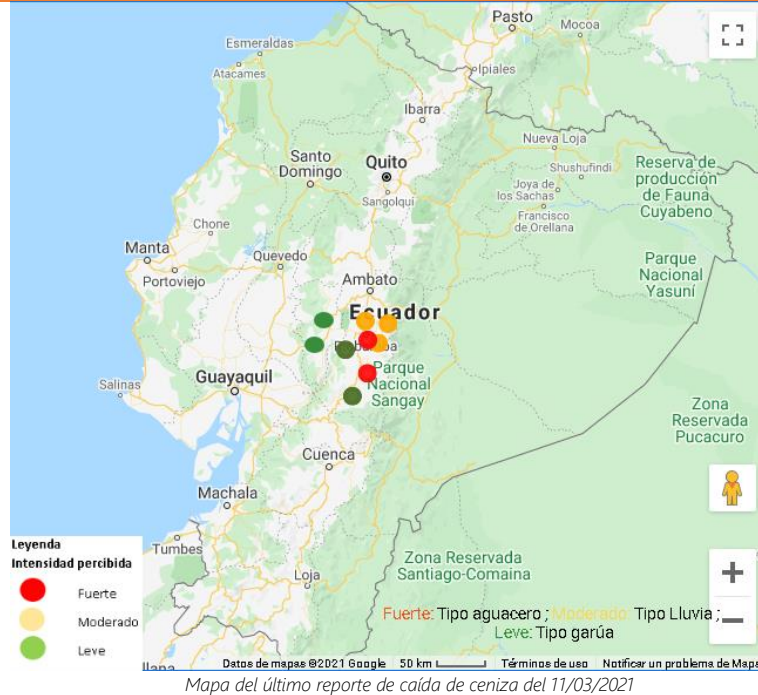 Pasto
Mocoa
Esmeraldas
Atacames
Ipiales
Ibarra
Nueva Loja
Santo
Domingo
Quito
Shushufindi
Reserva de
producción
de Fauna
Cuyabeno
Sangolquí
Joya de
los Sachas
Francisco
de Orellana
Chone
Manta
Quevedo
Portoviejo
Parque
Nacional
Yasuní
Ambato
Ecuador
Parque
Nacional
Sangay
Salinas
Guayaquil
Zona
Reservada
Pucacuro
Cuenca
Machala
Tumbes
Leyenda
Intensidad percibida
Fuerte
Moderado
Leve
Loja
Zona Reservada
Santiago-Comaina
Fuerte: Tipo aguacero ; Moderado: Tipo Lluvia ;
Leve: Tipo garúa
llana
Datos de mapas ©2021 Google 50 km Términos de uso Notificar un problema de Maps
Mapa del último reporte de caída de ceniza del 11/03/2021